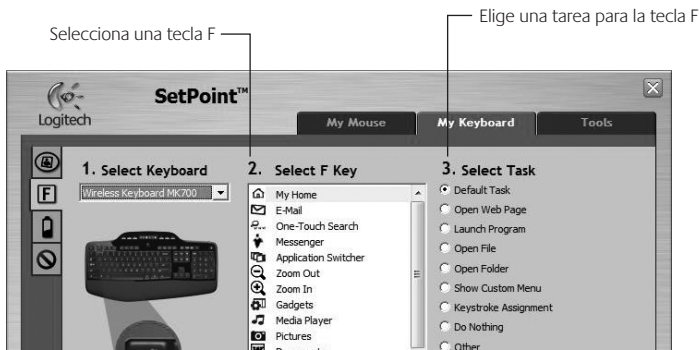 Elige una tarea para la tecla F
Selecciona una tecla F
Logitech
SetPoint™
My Mouse
My Keyboard
Tools
1. Select Keyboard
Wireless Keyboard MK700
2. Select F Key
My Home
E-Mail
One-Touch Search
Messenger
Application Switcher
Zoom Out
Zoom In
Gadgets
Media Player
Pictures
3. Select Task
Default Task
Open Web Page
Launch Program
Open File
Open Folder
Show Custom Menu
Keystroke Assignment
Do Nothing
Other
F